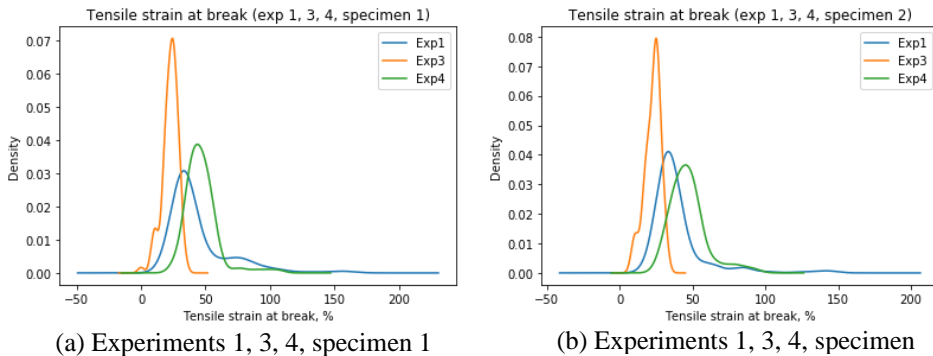 Tensile strain at break (exp 1, 3, 4, specimen 1)
0.07
0.06
0.05
0.04
0.03
0.02
0.01
0.00
Density
Exp1
Exp3
Exp4
−50
0
50
100
150
200
Tensile strain at break, %
(a) Experiments 1, 3, 4, specimen 1
Tensile strain at break (exp 1, 3, 4, specimen 2)
0.08
0.07
0.06
0.05
0.04
0.03
0.02
0.01
0.00
Density
Exp1
Exp3
Exp4
−50
0
50
100
150
200
Tensile strain at break, %
(b) Experiments 1, 3, 4, specimen